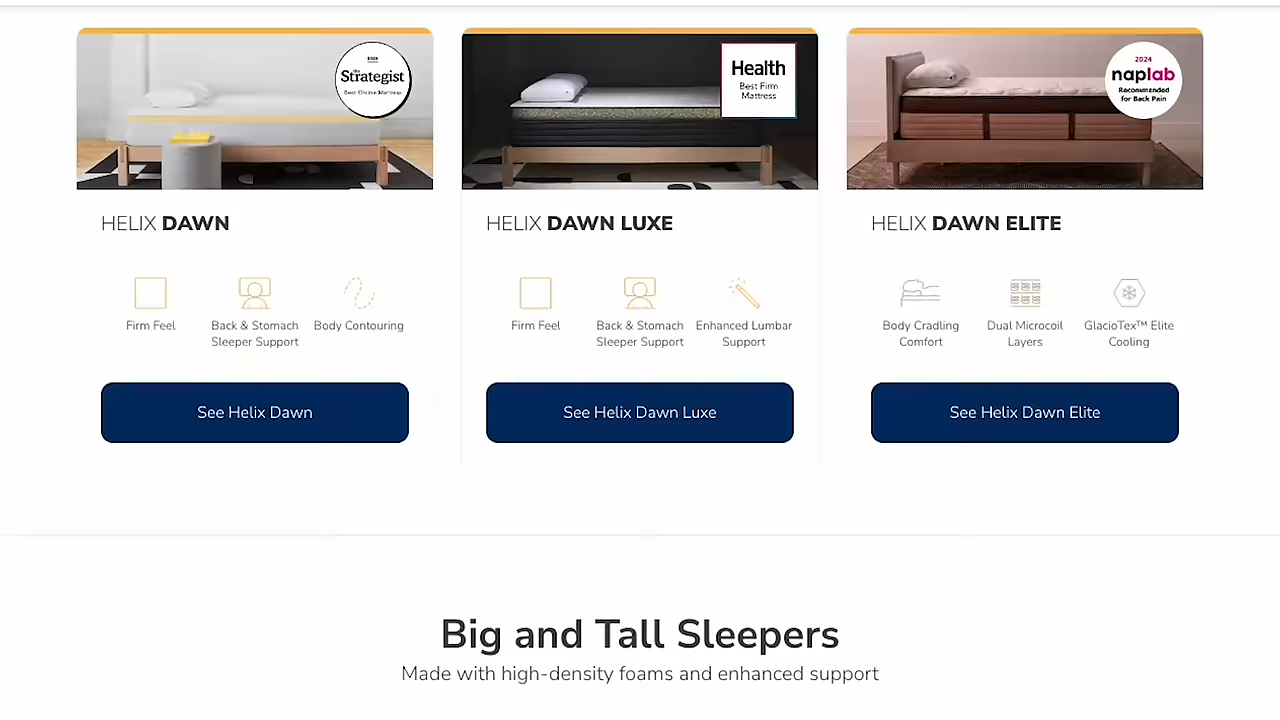 the
Strategist
Best Online Mattress
Health
Best Firm
Mattress
2024
naplab
Recommended
for Back Pain
HELIX DAWN
HELIX DAWN LUXE
HELIX DAWN ELITE
Firm Feel
Back & Stomach
Sleeper Support
Body Contouring
Firm Feel
Back & Stomach
Sleeper Support
Enhanced Lumbar
Support
Body Cradling
Comfort
Dual Microcoil
Layers
GlacioTex™ Elite
Cooling
See Helix Dawn
See Helix Dawn Luxe
See Helix Dawn Elite
Big and Tall Sleepers
Made with high-density foams and enhanced support